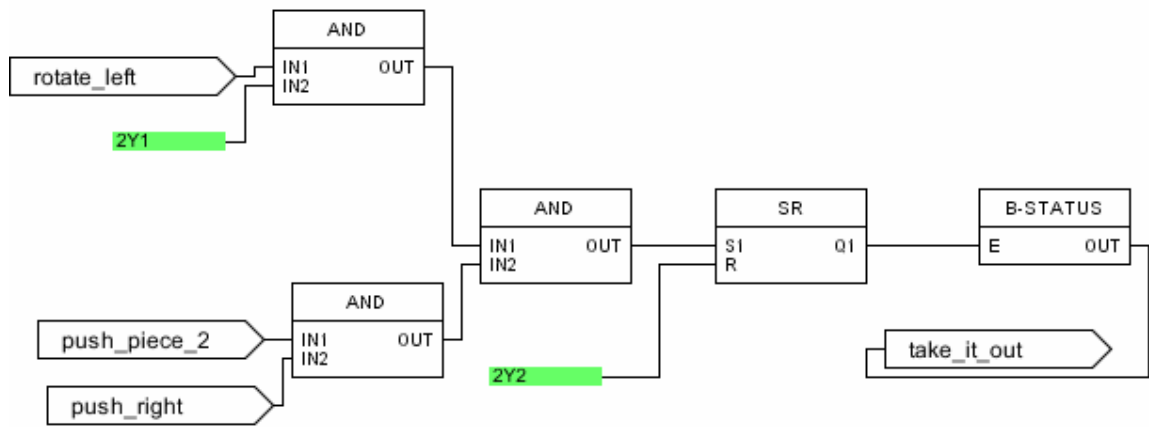 AND
IN1 OUT
IN2
rotate_left
2Y1
AND
IN1 OUT
IN2
SR
S1 Q1
R
B-STATUS
E OUT
AND
IN1 OUT
IN2
push_piece_2
push_right
2Y2
take_it_out